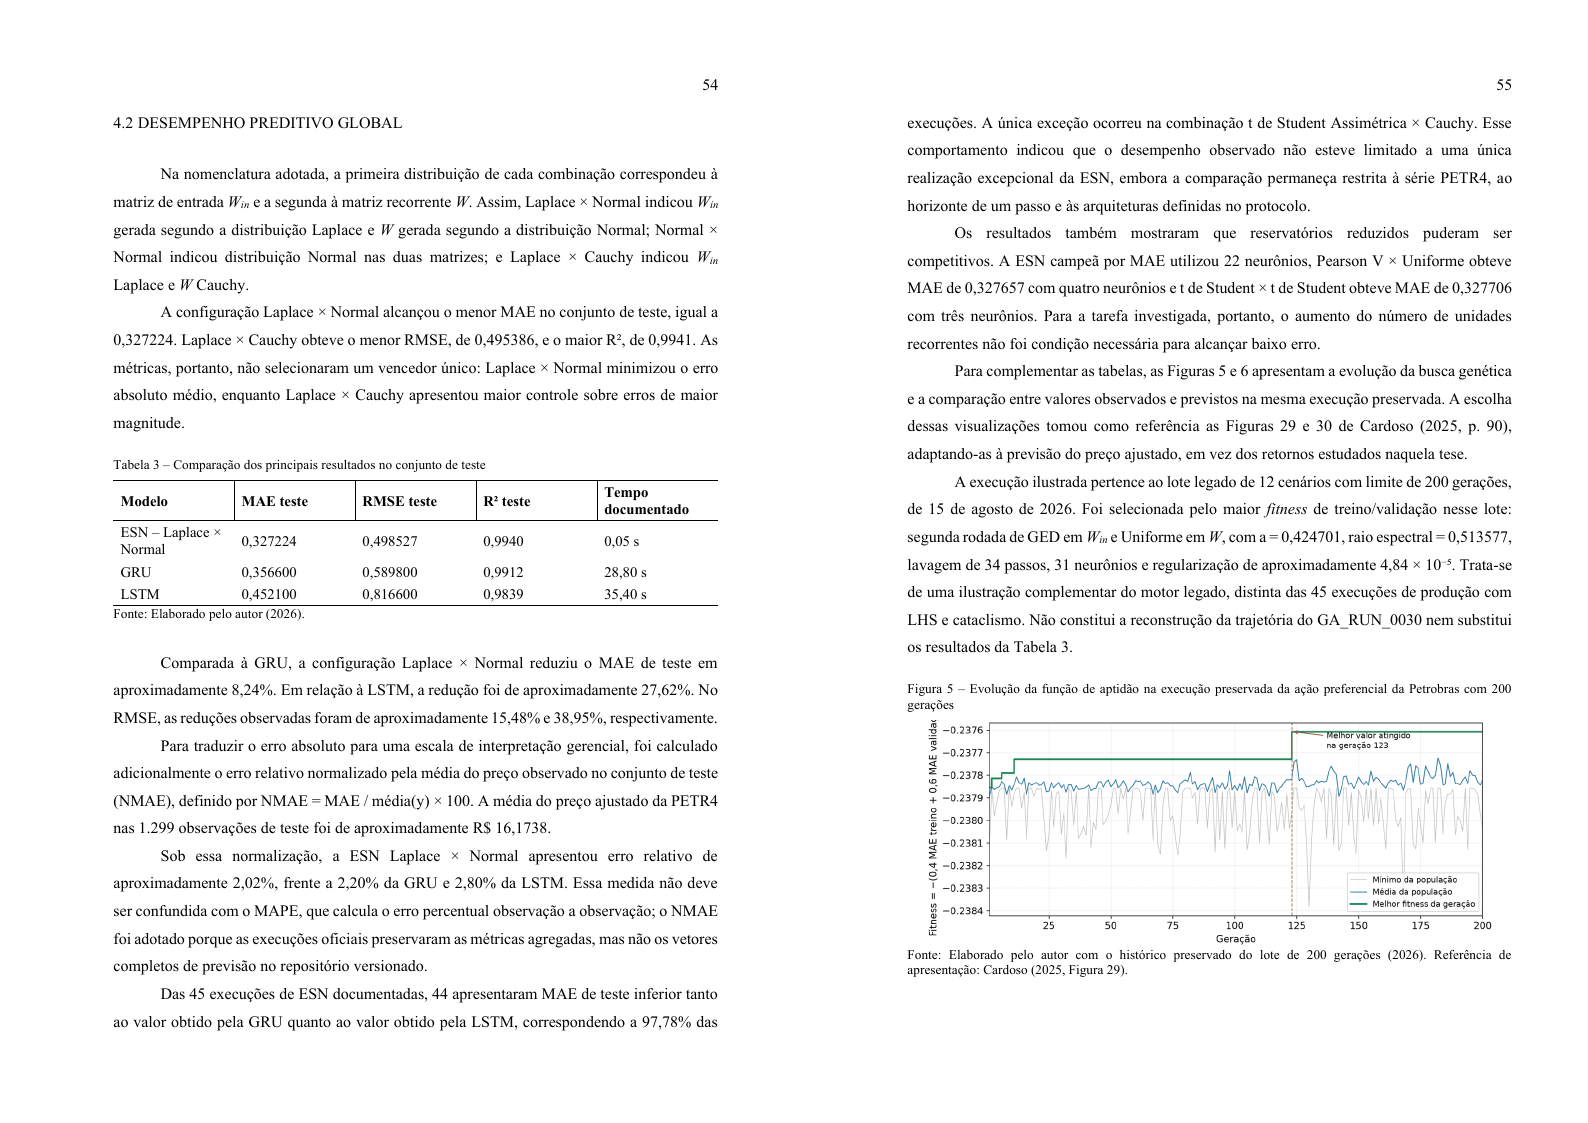 54
4.2 DESEMPENHO PREDITIVO GLOBAL
Na nomenclatura adotada, a primeira distribuição de cada combinação correspondeu à
matriz de entrada Win e a segunda à matriz recorrente W. Assim, Laplace × Normal indicou Win
gerada segundo a distribuição Laplace e W gerada segundo a distribuição Normal; Normal ×
Normal indicou distribuição Normal nas duas matrizes; e Laplace × Cauchy indicou Win
Laplace e W Cauchy.
A configuração Laplace × Normal alcançou o menor MAE no conjunto de teste, igual a
0,327224. Laplace × Cauchy obteve o menor RMSE, de 0,495386, e o maior R², de 0,9941. As
métricas, portanto, não selecionaram um vencedor único: Laplace × Normal minimizou o erro
absoluto médio, enquanto Laplace × Cauchy apresentou maior controle sobre erros de maior
magnitude.
Tabela 3 – Comparação dos principais resultados no conjunto de teste
Modelo MAE teste RMSE teste R² teste Tempo documentado
ESN – Laplace × Normal 0,327224 0,498527 0,9940 0,05 s
GRU 0,356600 0,589800 0,9912 28,80 s
LSTM 0,452100 0,816600 0,9839 35,40 s
Fonte: Elaborado pelo autor (2026).
Comparada à GRU, a configuração Laplace × Normal reduziu o MAE de teste em
aproximadamente 8,24%. Em relação à LSTM, a redução foi de aproximadamente 27,62%. No
RMSE, as reduções observadas foram de aproximadamente 15,48% e 38,95%, respectivamente.
Para traduzir o erro absoluto para uma escala de interpretação gerencial, foi calculado
adicionalmente o erro relativo normalizado pela média do preço observado no conjunto de teste
(NMAE), definido por NMAE = MAE / média(y) × 100. A média do preço ajustado da PETR4
nas 1.299 observações de teste foi de aproximadamente R$ 16,1738.
Sob essa normalização, a ESN Laplace × Normal apresentou erro relativo de
aproximadamente 2,02%, frente a 2,20% da GRU e 2,80% da LSTM. Essa medida não deve
ser confundida com o MAPE, que calcula o erro percentual observação a observação; o NMAE
foi adotado porque as execuções oficiais preservaram as métricas agregadas, mas não os vetores
completos de previsão no repositório versionado.
Das 45 execuções de ESN documentadas, 44 apresentaram MAE de teste inferior tanto
ao valor obtido pela GRU quanto ao valor obtido pela LSTM, correspondendo a 97,78% das
55
execuções. A única exceção ocorreu na combinação t de Student Assimétrica × Cauchy. Esse
comportamento indicou que o desempenho observado não esteve limitado a uma única
realização excepcional da ESN, embora a comparação permaneça restrita à série PETR4, ao
horizonte de um passo e às arquiteturas definidas no protocolo.
Os resultados também mostraram que reservatórios reduzidos puderam ser
competitivos. A ESN campeã por MAE utilizou 22 neurônios, Pearson V × Uniforme obteve
MAE de 0,327657 com quatro neurônios e t de Student × t de Student obteve MAE de 0,327706
com três neurônios. Para a tarefa investigada, portanto, o aumento do número de unidades
recorrentes não foi condição necessária para alcançar baixo erro.
Para complementar as tabelas, as Figuras 5 e 6 apresentam a evolução da busca genética
e a comparação entre valores observados e previstos na mesma execução preservada. A escolha
dessas visualizações tomou como referência as Figuras 29 e 30 de Cardoso (2025, p. 90),
adaptando-as à previsão do preço ajustado, em vez dos retornos estudados naquela tese.
A execução ilustrada pertence ao lote legado de 12 cenários com limite de 200 gerações,
de 15 de agosto de 2026. Foi selecionada pelo maior fitness de treino/validação nesse lote:
segunda rodada de GED em Win e Uniforme em W, com a = 0,424701, raio espectral = 0,513577,
lavagem de 34 passos, 31 neurônios e regularização de aproximadamente 4,84 × 10⁻⁵. Trata-se
de uma ilustração complementar do motor legado, distinta das 45 execuções de produção com
LHS e cataclismo. Não constitui a reconstrução da trajetória do GA_RUN_0030 nem substitui
os resultados da Tabela 3.
Figura 5 – Evolução da função de aptidão na execução preservada da ação preferencial da Petrobras com 200
gerações
Fitness = −(0,4 MAE treino + 0,6 MAE validaç
−0.2376
−0.2377
−0.2378
−0.2379
−0.2380
−0.2381
−0.2382
−0.2383
−0.2384
Melhor valor atingido
na geração 123
Mínimo da população
Média da população
Melhor fitness da geração
25 50 75 100 125 150 175 200
Geração
Fonte: Elaborado pelo autor com o histórico preservado do lote de 200 gerações (2026). Referência de
apresentação: Cardoso (2025, Figura 29).